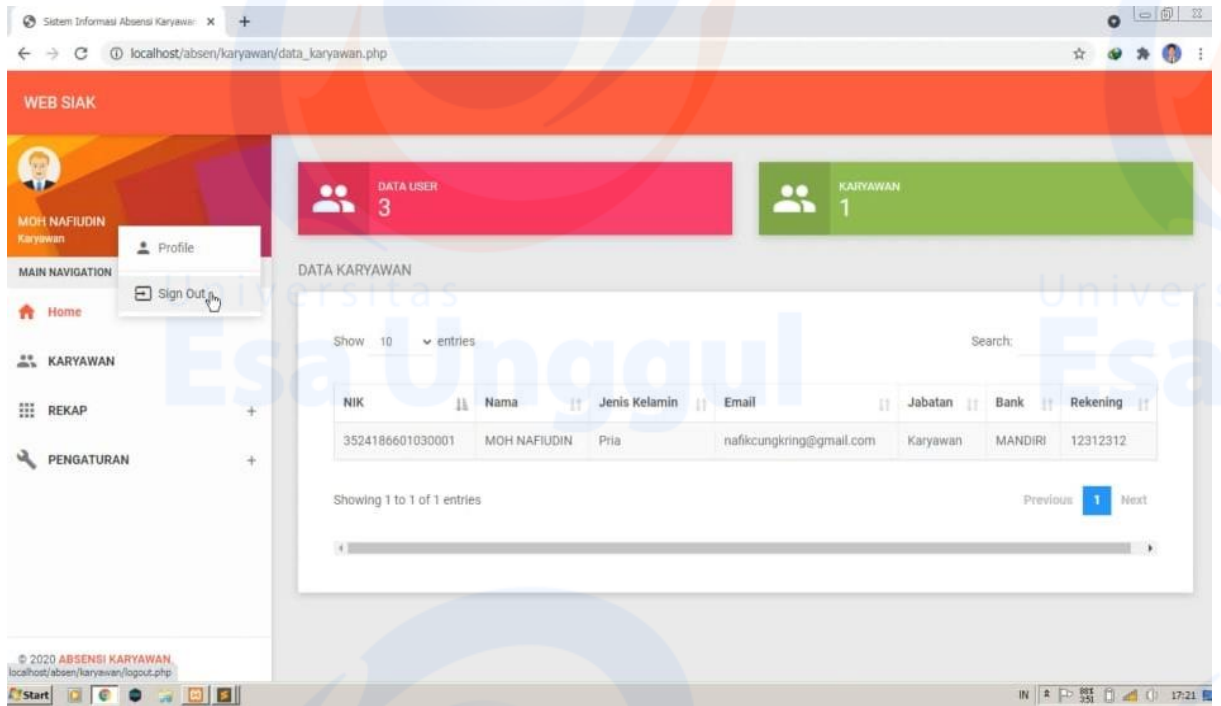 Sistem Informasi Absensi Karyawan
localhost/absen/karyawan/data_karyawan.php
WEB SIAK
MOH NAFIUDIN
Karyawan
Profile
Sign Out
MAIN NAVIGATION
Home
KARYAWAN
REKAP
PENGATURAN
© 2020 ABSENSI KARYAWAN
localhost/absen/karyawan/logout.php
DATA USER
3
KARYAWAN
1
DATA KARYAWAN
Show 10 entries
Search:
NIK Nama Jenis Kelamin Email Jabatan Bank Rekening
3524186601030001 MOH NAFIUDIN Pria nafikcungkring@gmail.com Karyawan MANDIRI 12312312
Showing 1 to 1 of 1 entries
Previous 1 Next
Universitas
Esa Unggul
Univers
Esa
Start
IN 17:21